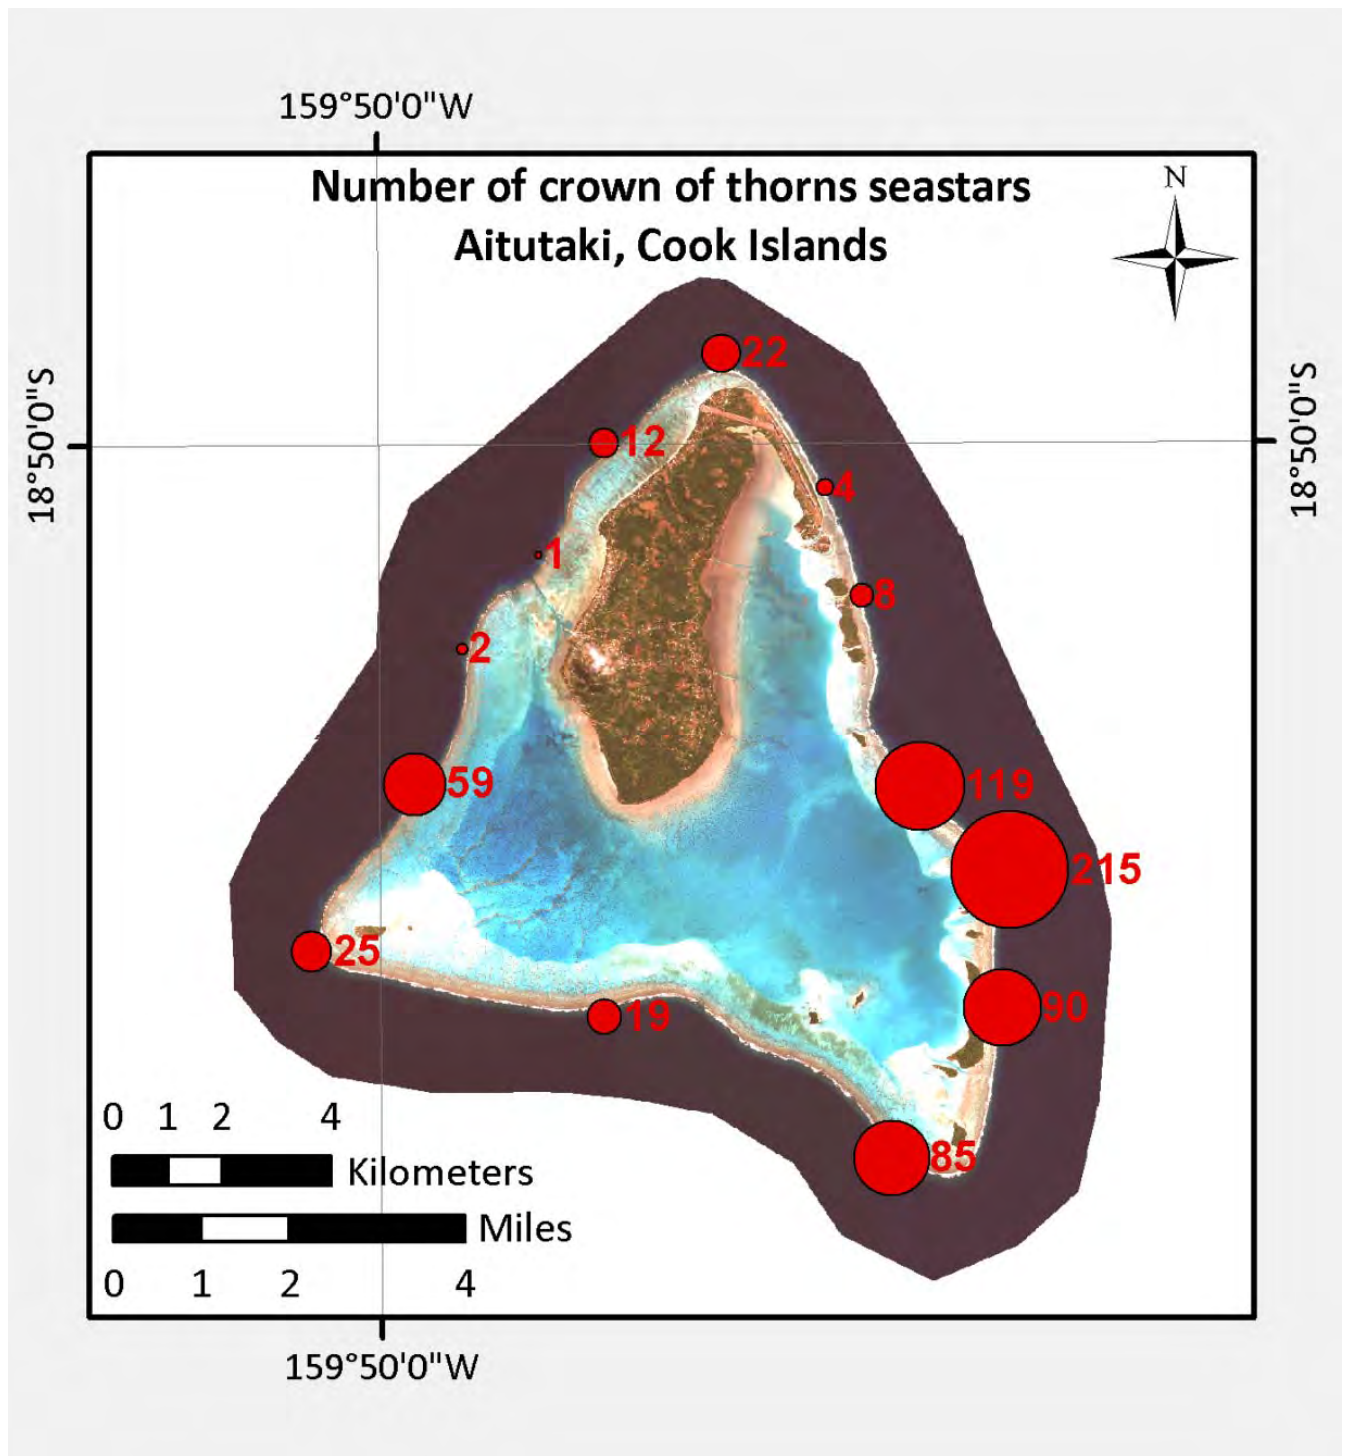 159°50'0"W
Number of crown of thorns seastars
Aitutaki, Cook Islands
N
18°50'0"S
18°50'0"S
22
12
4
1
8
2
59
119
215
25
19
90
85
0 1 2 4
Kilometers
Miles
0 1 2 4
159°50'0"W